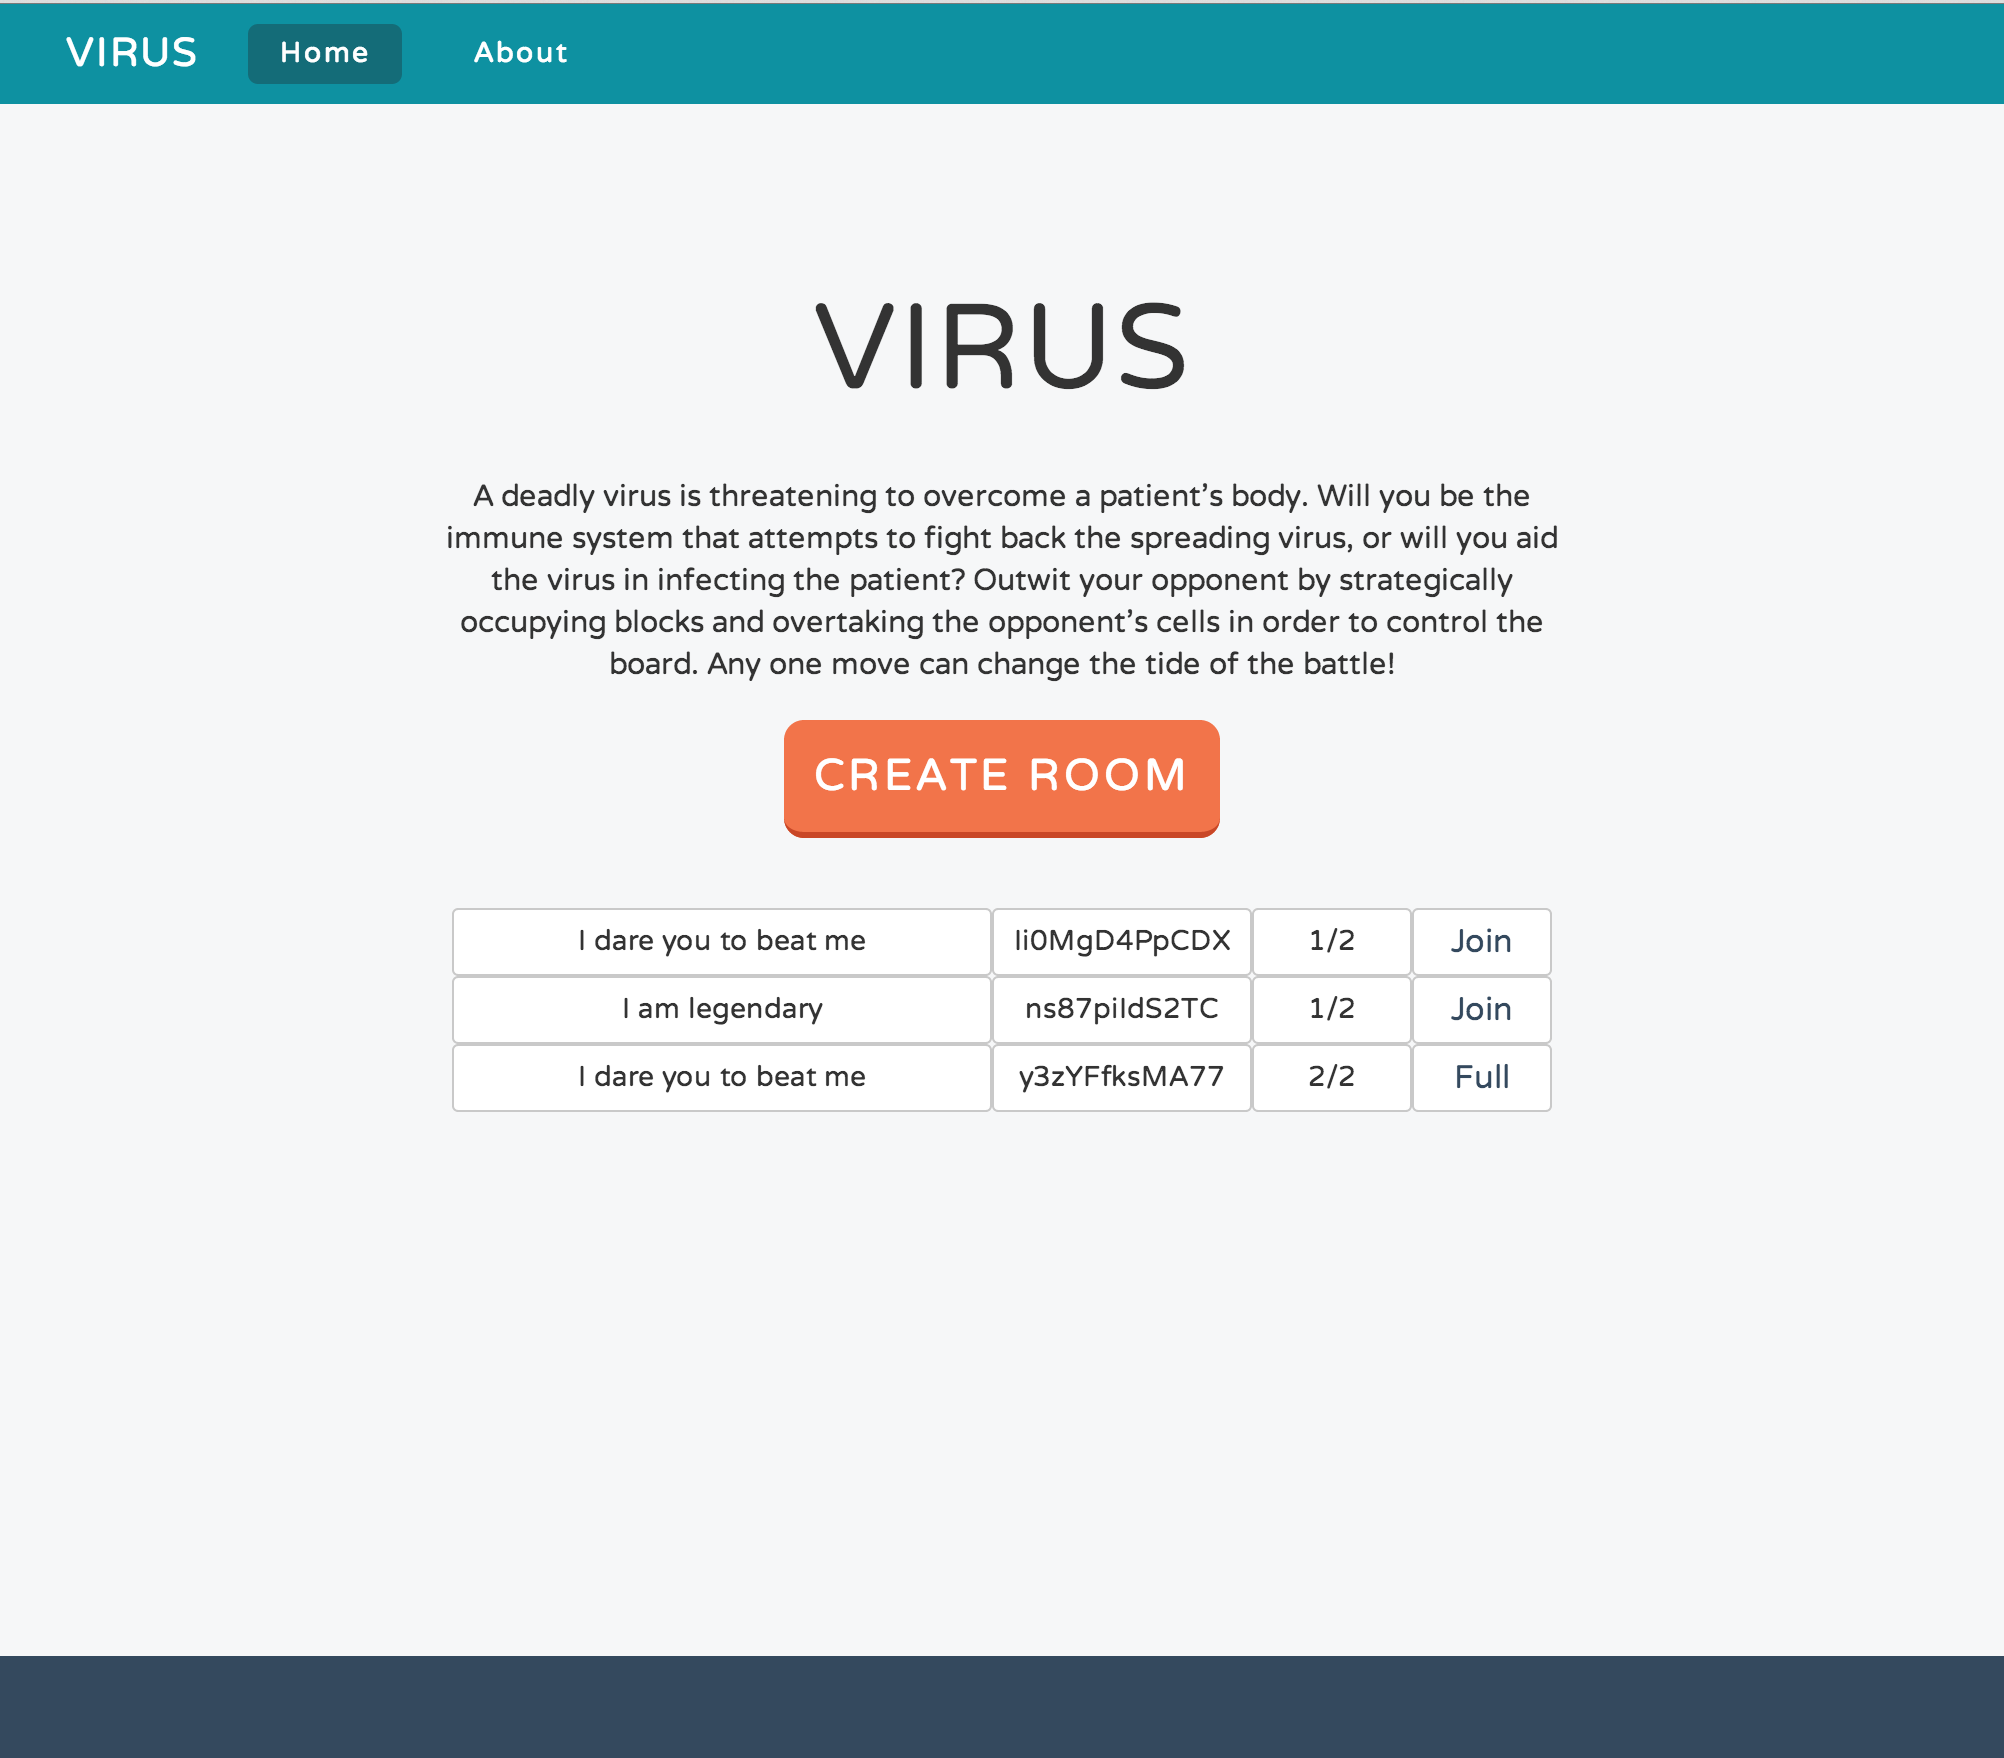 VIRUS Home About
VIRUS
A deadly virus is threatening to overcome a patient's body. Will you be the
immune system that attempts to fight back the spreading virus, or will you aid
the virus in infecting the patient? Outwit your opponent by strategically
occupying blocks and overtaking the opponent's cells in order to control the
board. Any one move can change the tide of the battle!
CREATE ROOM
I dare you to beat me Ii0MgD4PpCDX 1/2 Join
I am legendary ns87piIdS2TC 1/2 Join
I dare you to beat me y3zYFfksMA77 2/2 Full